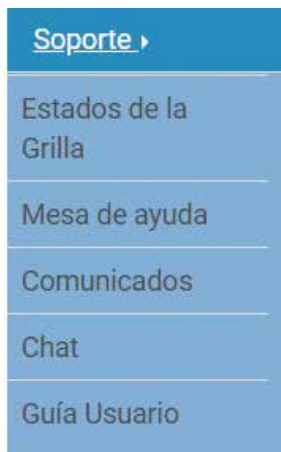 Soporte
Estados de la
Grilla
Mesa de ayuda
Comunicados
Chat
Guía Usuario